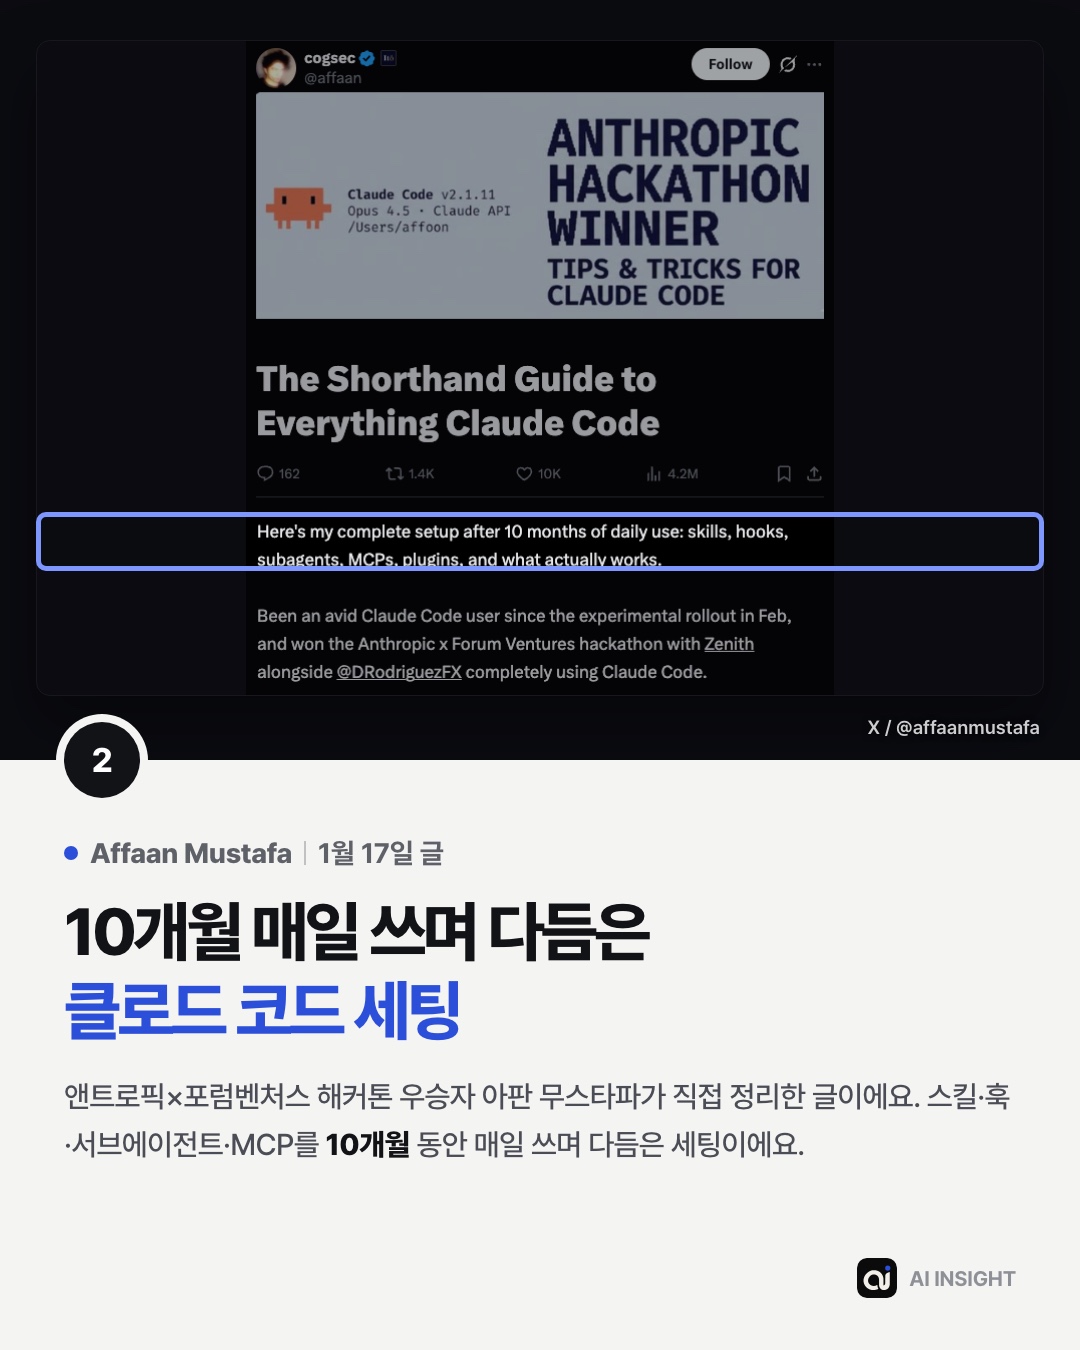 cogsec
@affaan
Follow
Claude Code v2.1.11
Opus 4.5 · Claude API
/Users/affoon
ANTHROPIC
HACKATHON
WINNER
TIPS & TRICKS FOR
CLAUDE CODE
The Shorthand Guide to
Everything Claude Code
162 1.4K 10K 4.2M
Here's my complete setup after 10 months of daily use: skills, hooks,
subagents, MCPs, plugins, and what actually works.
Been an avid Claude Code user since the experimental rollout in Feb,
and won the Anthropic x Forum Ventures hackathon with Zenith
alongside @DRodriguezFX completely using Claude Code.
X / @affaanmustafa
2
Affaan Mustafa | 1월 17일 글
10개월 매일 쓰며 다듬은
클로드 코드 세팅
앤트로픽×포럼벤처스 해커톤 우승자 아판 무스타파가 직접 정리한 글이에요. 스킬·훅
·서브에이전트·MCP를 10개월 동안 매일 쓰며 다듬은 세팅이에요.
ai AI INSIGHT